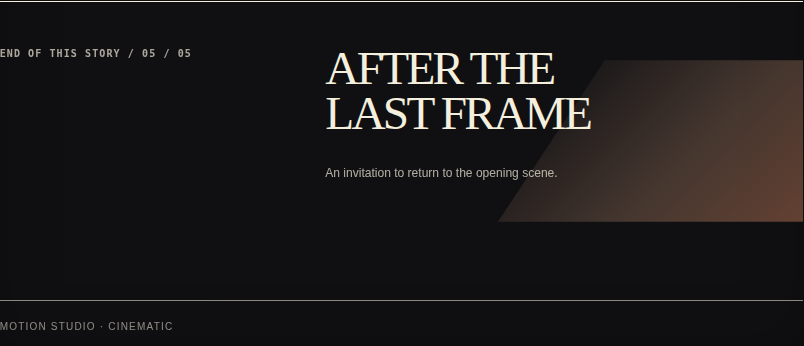 END OF THIS STORY / 05 / 05
AFTER THE
LAST FRAME
An invitation to return to the opening scene.
MOTION STUDIO · CINEMATIC